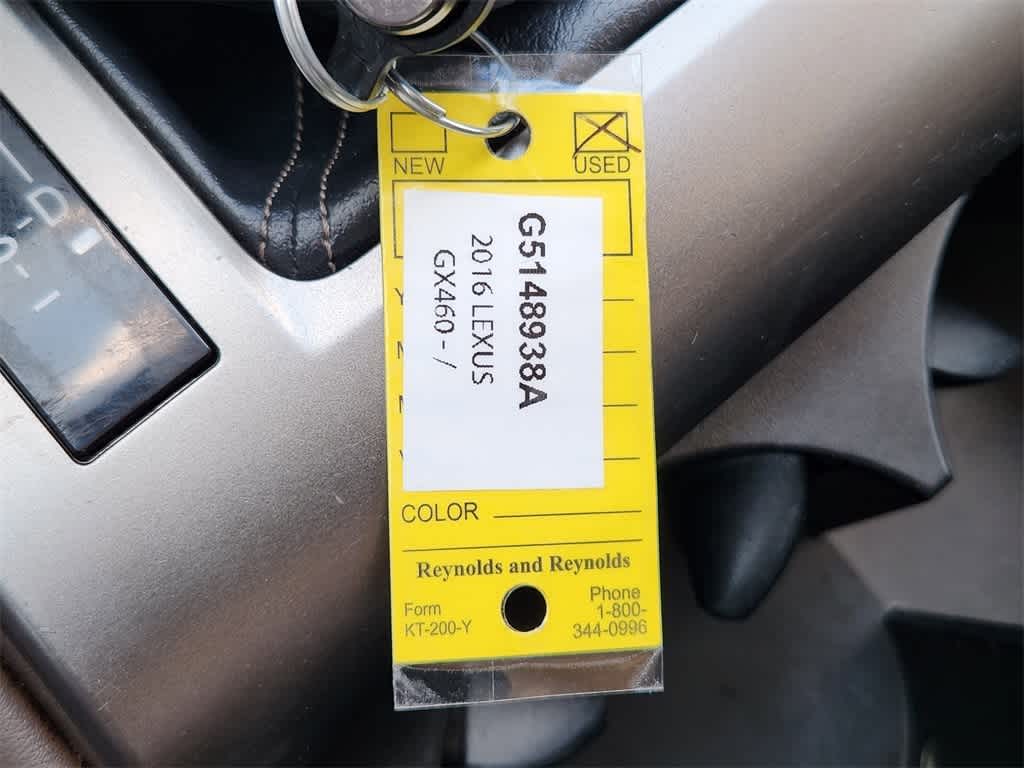 NEW
USED
G5148938A
2016 LEXUS
GX460 - /
COLOR
Reynolds and Reynolds
Form
KT-200-Y
Phone
1-800-
344-0996
D